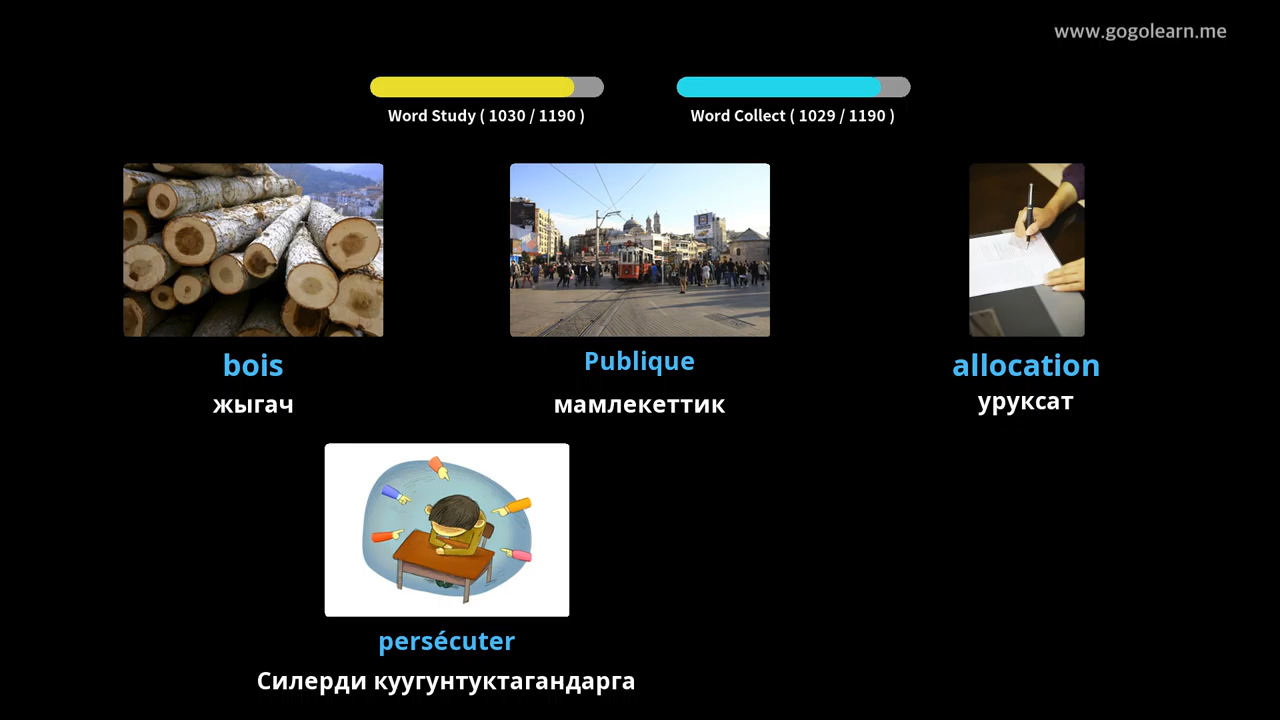 www.gogolearn.me
Word Study ( 1030 / 1190 )
Word Collect ( 1029 / 1190 )
bois
жыгач
Publique
мамлекеттик
allocation
уруксат
persécuter
Силерди куугунтуктагандарга